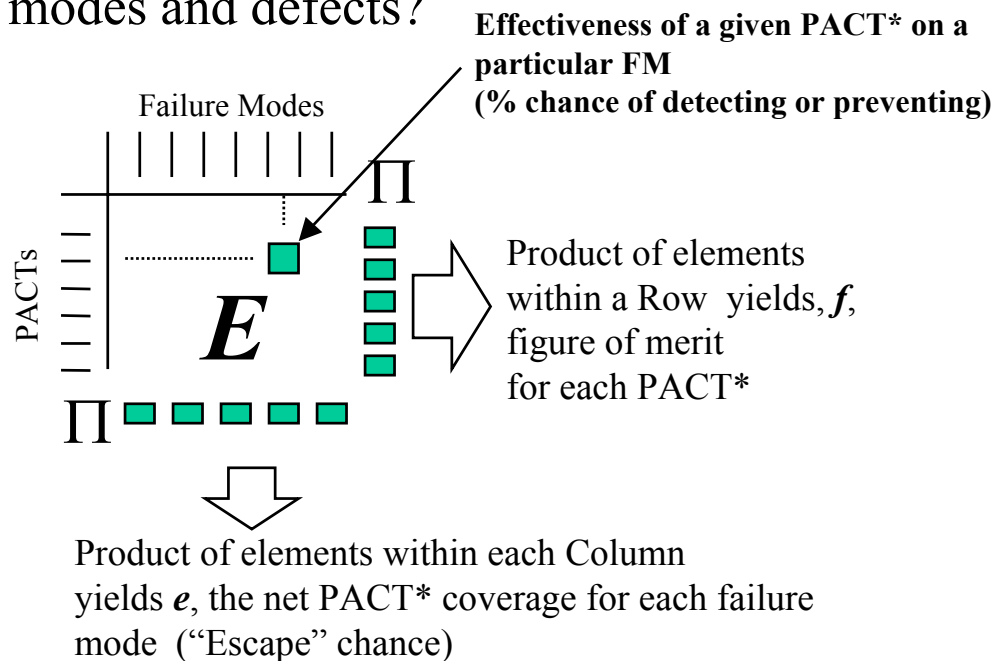 modes and defects?
Effectiveness of a given PACT* on a
particular FM
(% chance of detecting or preventing)
Failure Modes
∏
PACTs
E
Product of elements
within a Row yields, f,
figure of merit
for each PACT*
∏
Product of elements within each Column
yields e, the net PACT* coverage for each failure
mode (“Escape” chance)